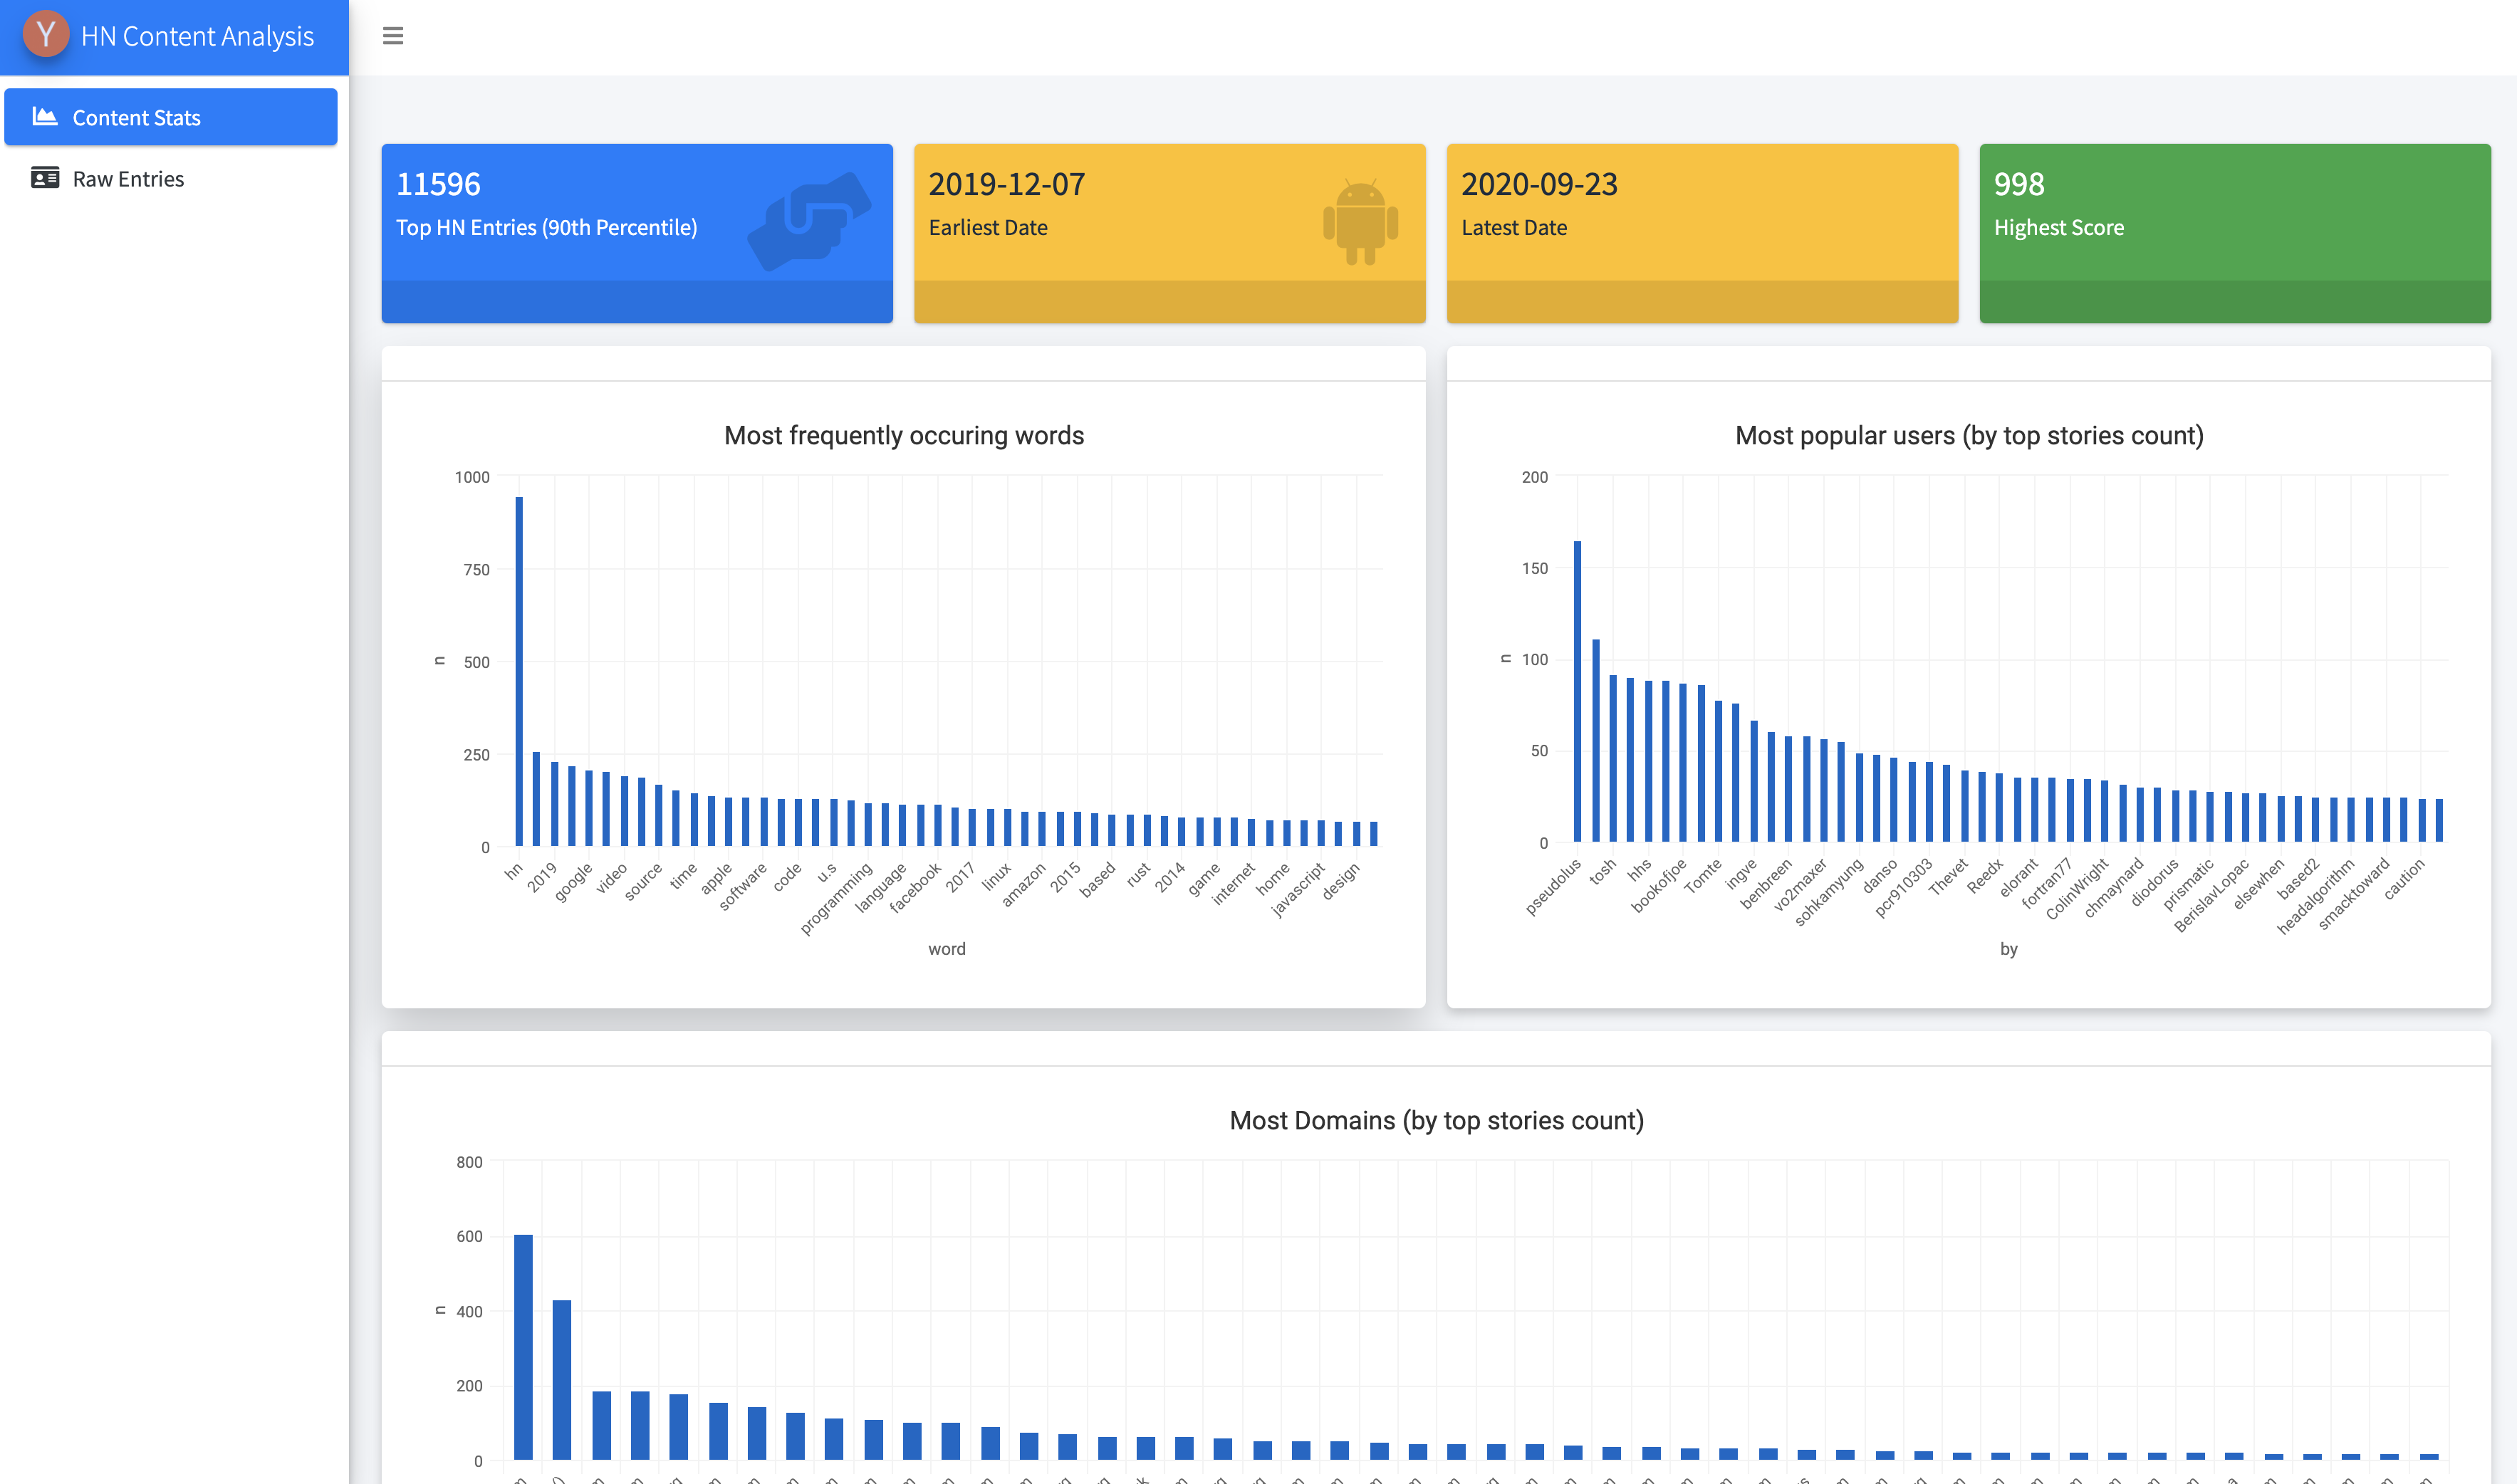 Y HN Content Analysis
Content Stats
Raw Entries
11596
Top HN Entries (90th Percentile)
2019-12-07
Earliest Date
2020-09-23
Latest Date
998
Highest Score
Most frequently occuring words
1000
750
500
250
0
n
hn
2019
google
video
source
time
apple
software
code
u.s
programming
language
facebook
2017
linux
amazon
2015
based
rust
2014
game
internet
home
javascript
design
word
Most popular users (by top stories count)
200
150
100
50
0
n
pseudolus
tosh
hhs
bookofjoe
Tomte
ingve
benbreen
vo2maxer
sohkamyung
danso
pcr910303
Thevet
Reedx
elorant
fortran77
ColinWright
chmaynard
diodorus
prismatic
BerislavLopac
elsewhen
based2
headalgorithm
smacktoward
caution
by
Most Domains (by top stories count)
800
600
400
200
0
n